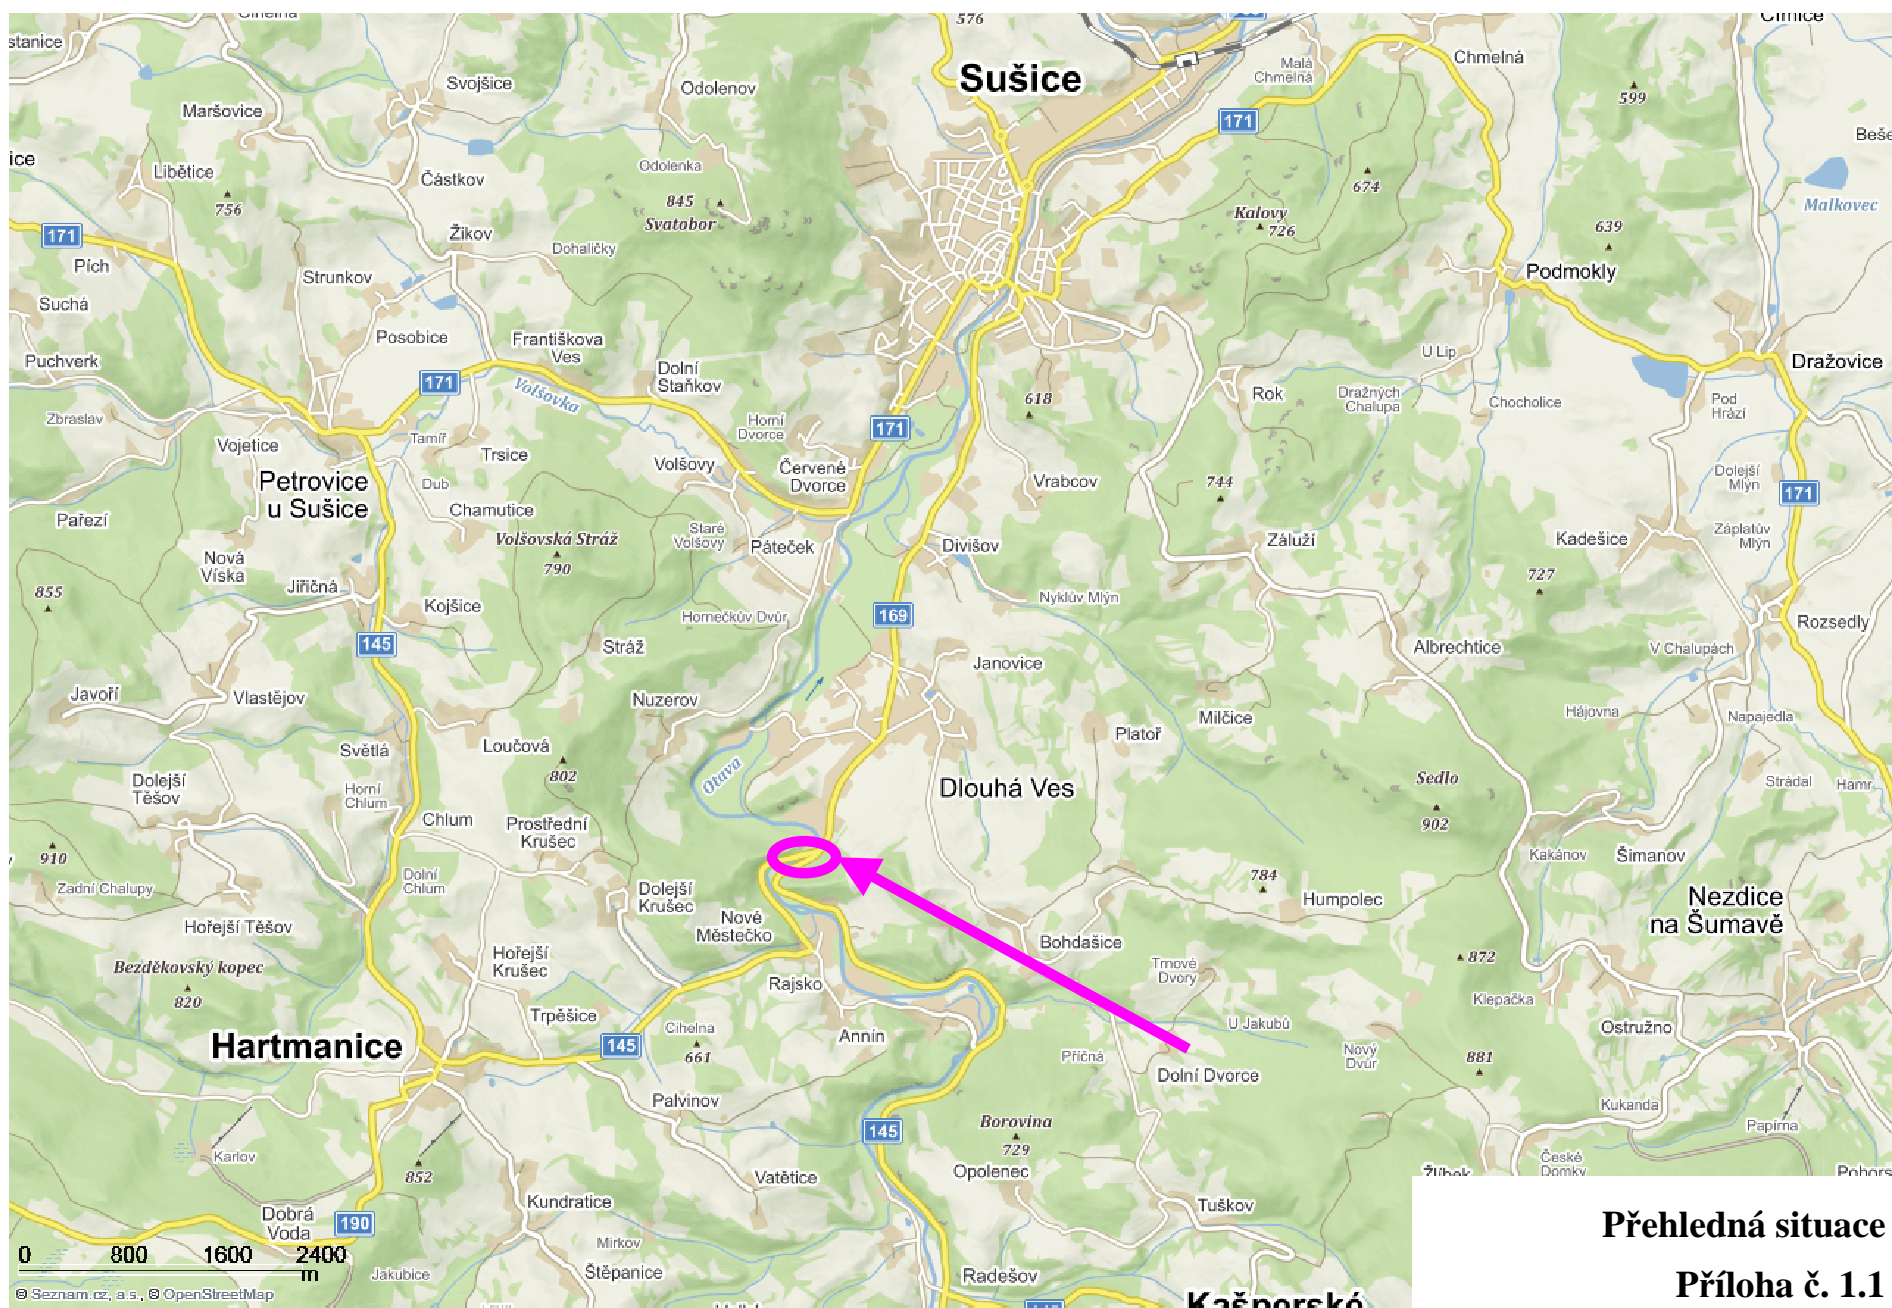 576
Sušice
Chmelná
Malá
Chmelná
599
Svojšice
Odolenov
Maršovice
171
Libětice
Částkov
Odolenka
756
845
Svatobor
674
Kalovy
726
Malkovec
639
171
Pích
Žíkov
Dohaličky
Strunkov
Podmokly
Suchá
Posobice
Františkova
Ves
Puchverk
171
Volšovka
Dolní
Staňkov
U Lip
Dražovice
Rok
Dražných
Chalupa
Chocholice
Pod
Hrází
618
Zbraslav
Vojetice
Tamíř
Trsice
Horní
Dvorce
171
Volšovy
Červené
Dvorce
Vrabcov
744
Dolejší
Mlýn
171
Petrovice
u Sušice
Dub
Chamutice
Pařezí
Volšovská Stráž
790
Staré
Volšovy
Páteček
Divišov
Záluží
Kadešice
Záplatův
Mlýn
Nová
Víska
Jiřičná
855
Kojšice
Nyklův Mlýn
727
Hornečkův Dvůr
169
Rozsedly
145
Stráž
Janovice
Albrechtice
V Chalupách
Javoří
Vlastějov
Nuzerov
Milčice
Hájovna
Napajedla
Světlá
Loučová
Platoř
802
Otava
Dlouhá Ves
Sedlo
902
Strádal
Hamr
Dolejší
Těšov
Horní
Chlum
Chlum
Prostřední
Krušec
910
Zadní Chalupy
Dolní
Chlum
Kakánov
Šimanov
784
Humpolec
Dolejší
Krušec
Nezdice
na Šumavě
Hořejší Těšov
Nové
Městečko
Bohdašice
Hořejší
Krušec
Bezděkovský kopec
820
Trnové
Dvory
872
Rajsko
Klepačka
Trpěšice
Cihelna
661
Annín
U Jakubů
Ostružno
Hartmanice
145
Příčná
Nový
Dvůr
881
Dolní Dvorce
Palvínov
Kukanda
Borovina
729
Papírna
145
Karlov
852
Vatětice
Opolenec
České
Domky
Kundratice
Tuškov
Dobrá
Voda
190
Přehledná situace
Mirkov
0 800 1600 2400
m
Jakubice
Štěpanice
Radešov
Příloha č. 1.1
© Seznam.cz, a.s., © OpenStreetMap